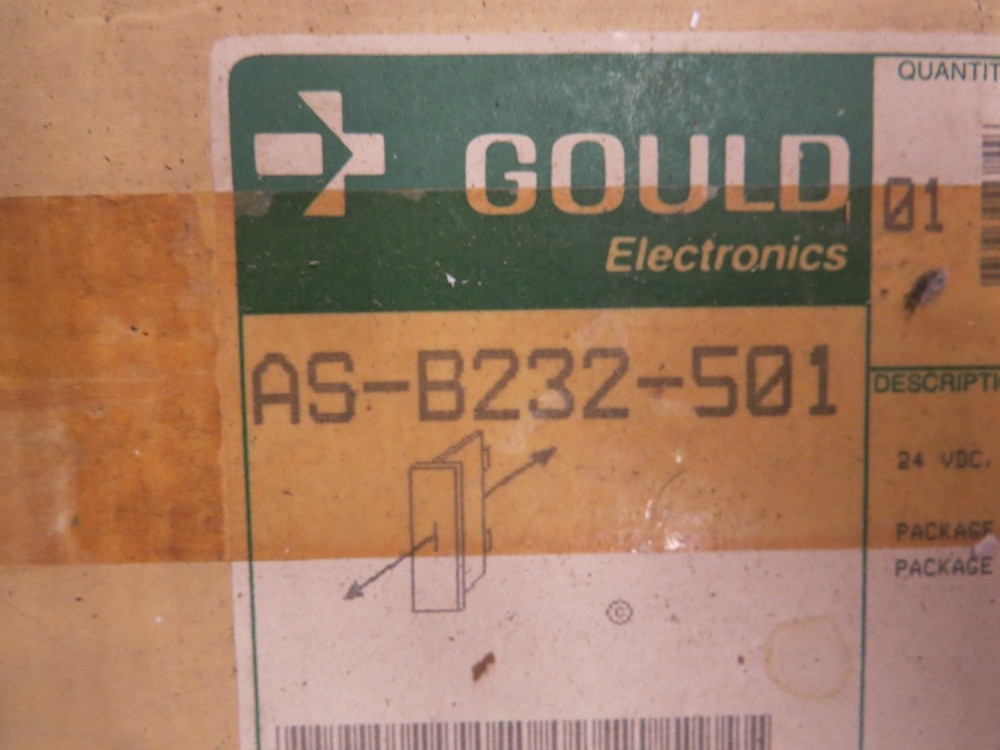 GOULD
Electronics
QUANTIT
01
AS-B232-501
DESCRIPTI
24 VDC,
PACKAGE
PACKAGE
©